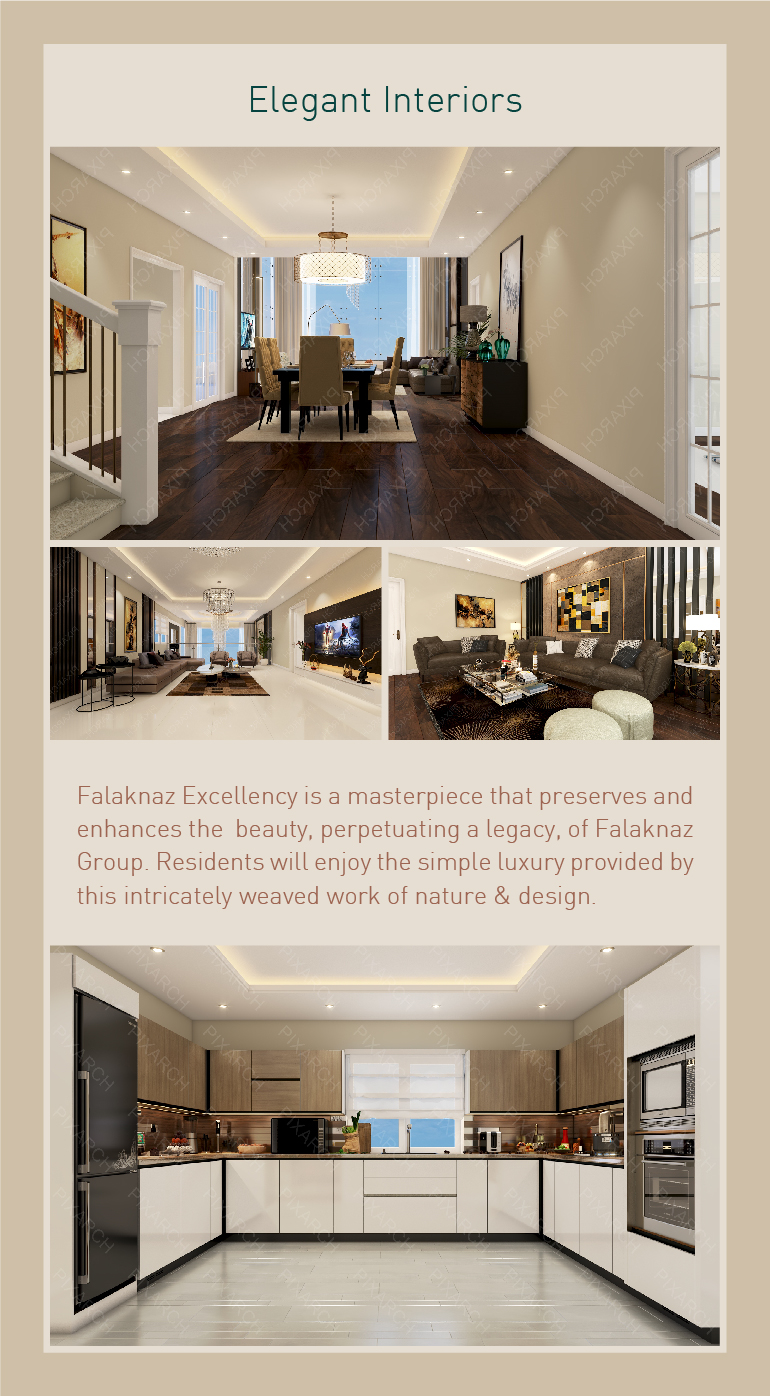 Elegant Interiors
PIXARCH
Falaknaz Excellency is a masterpiece that preserves and
enhances the  beauty, perpetuating a legacy, of Falaknaz
Group. Residents will enjoy the simple luxury provided by
this intricately weaved work of nature & design.
PIXARCH